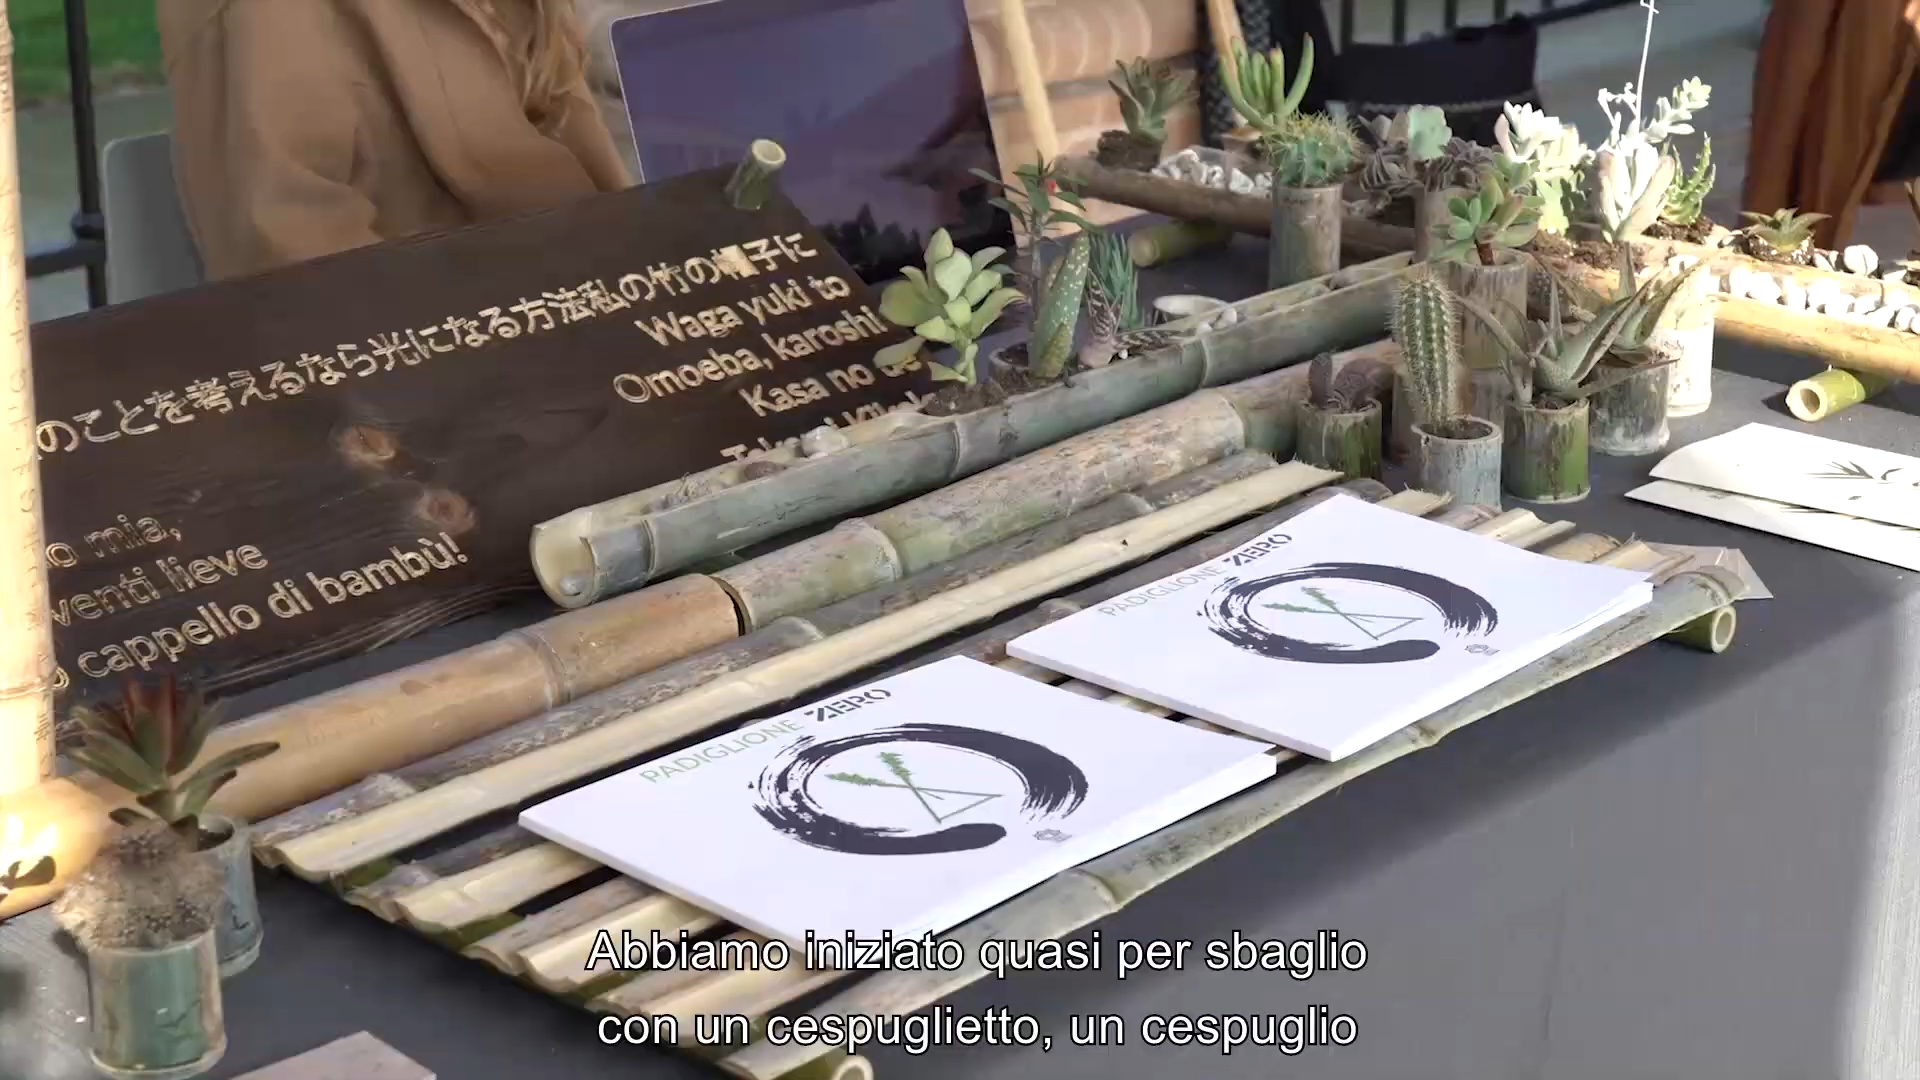 のことを考えるなら光になる方法私の竹の帽子に
Waga yuki to
Omoeba, karoshi
Kasa no
mia,
venti lieve
cappello di bambù!
PADIGLIONE ZERO
PADIGLIONE ZERO
Abbiamo iniziato quasi per sbaglio
con un cespuglietto, un cespuglio